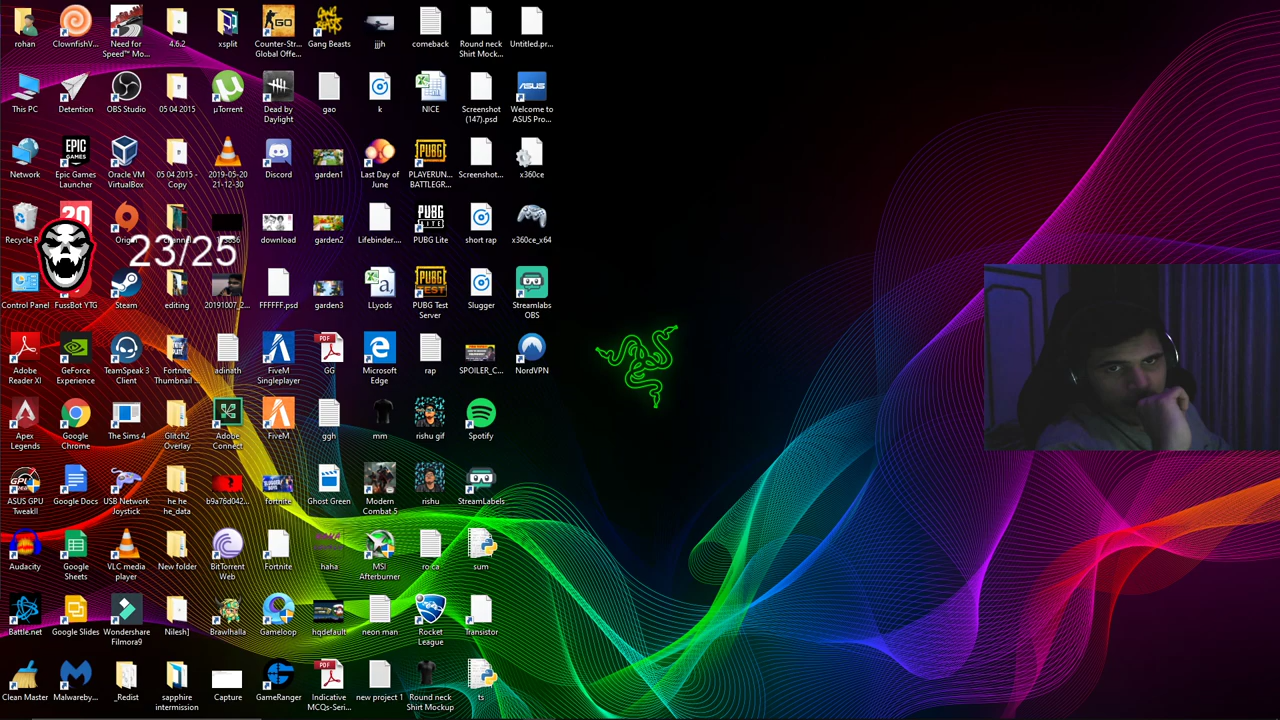 rohan
ClownfishV...
Need for
Speed™ Mo...
4.6.2
xsplit
Counter-Str...
Global Offe...
Gang Beasts
jjjh
comeback
Round neck
Shirt Mock...
Untitled.pr...
This PC
Detention
OBS Studio
05 04 2015
µTorrent
Dead by
Daylight
gao
k
NICE
Screenshot
(147).psd
Welcome to
ASUS Pro...
Network
Epic Games
Launcher
Oracle VM
VirtualBox
05 04 2015 -
Copy
2019-05-20
21-12-30
Discord
garden1
Last Day of
June
PLAYERUN...
BATTLEGR...
Screenshot...
x360ce
download
garden2
Lifebinder....
PUBG Lite
short rap
x360ce_x64
23/25
Control Panel
FussBot YTG
Steam
editing
20191007_2...
FFFFFF.psd
garden3
LLyods
PUBG Test
Server
Slugger
Streamlabs
OBS
Adobe
Reader XI
GeForce
Experience
TeamSpeak 3
Client
Fortnite
Thumbnail ...
adinath
FiveM
Singleplayer
GG
Microsoft
Edge
rap
SPOILER_C...
NordVPN
Apex
Legends
Google
Chrome
The Sims 4
Glitch2
Overlay
Adobe
Connect
FiveM
ggh
mm
rishu gif
Spotify
ASUS GPU
TweakII
Google Docs
USB Network
Joystick
he he
he_data
b9a76d042...
fortnite
Ghost Green
Modern
Combat 5
rishu
StreamLabels
Audacity
Google
Sheets
VLC media
player
New folder
BitTorrent
Web
Fortnite
haha
MSI
Afterburner
ro ca
sum
Battle.net
Google Slides
Wondershare
Filmora9
Nilesh]
Brawlhalla
Gameloop
hqdefault
neon man
Rocket
League
Transistor
Clean Master
Malwareby...
_Redist
sapphire
intermission
Capture
GameRanger
Indicative
MCQs-Seri...
new project 1
Round neck
Shirt Mockup
ts